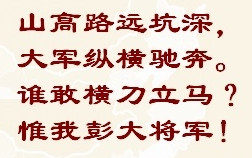 山高路远坑深，
大军纵横驰奔。
谁敢横刀立马？
惟我彭大将军！